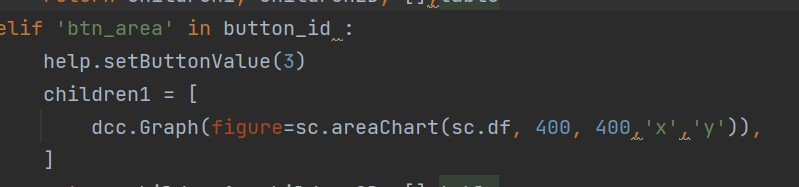 elif 'btn_area' in button_id :
help.setButtonValue(3)
children1 = [
dcc.Graph(figure=sc.areaChart(sc.df, 400, 400,'x','y')),
]